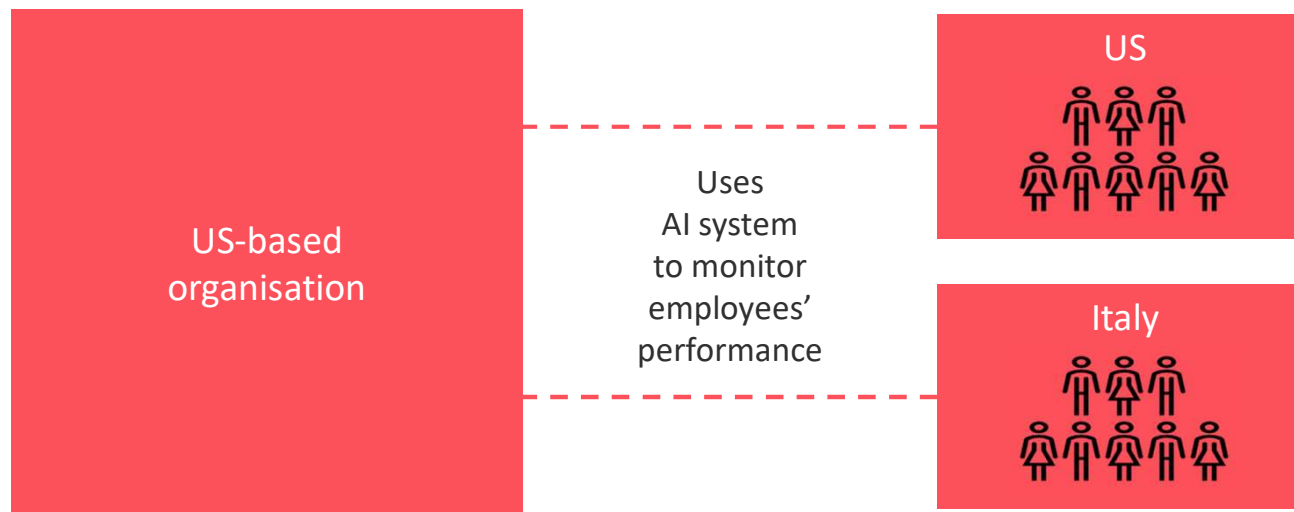 US-based
organisation
Uses
AI system
to monitor
employees’
performance
US
Italy